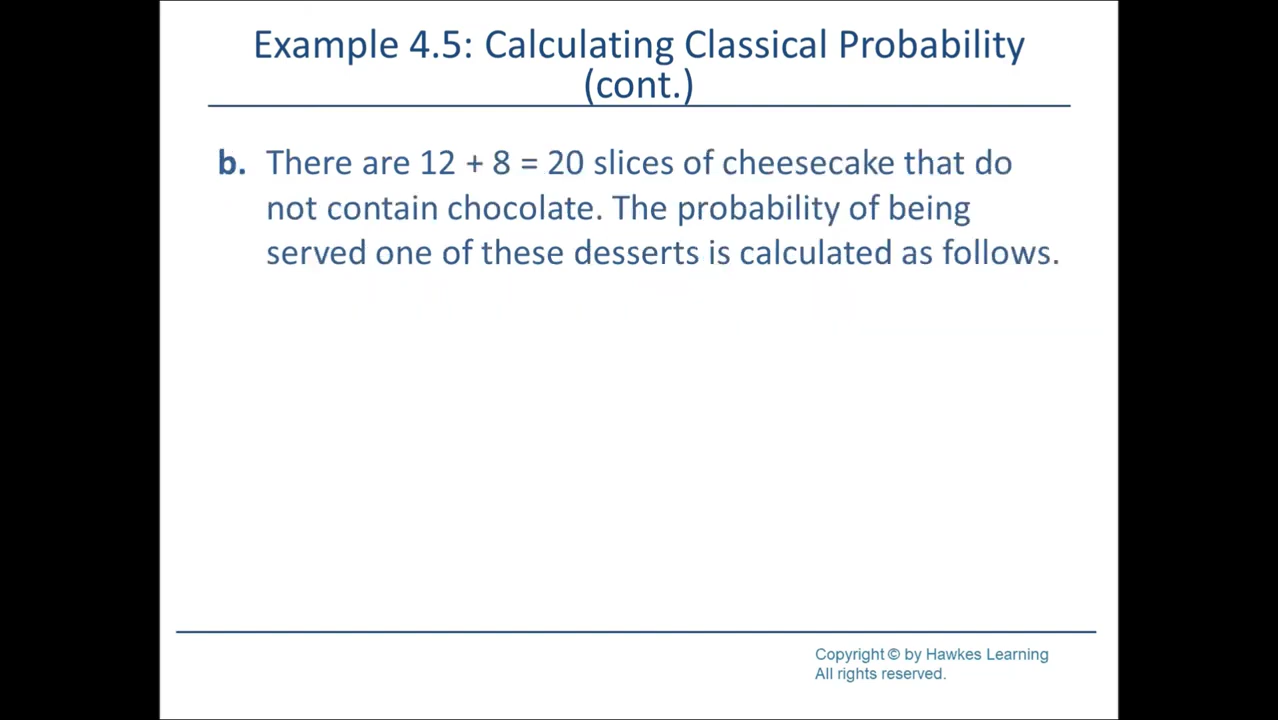 Example 4.5: Calculating Classical Probability
(cont.)
b. There are 12 + 8 = 20 slices of cheesecake that do
not contain chocolate. The probability of being
served one of these desserts is calculated as follows.
Copyright © by Hawkes Learning
All rights reserved.